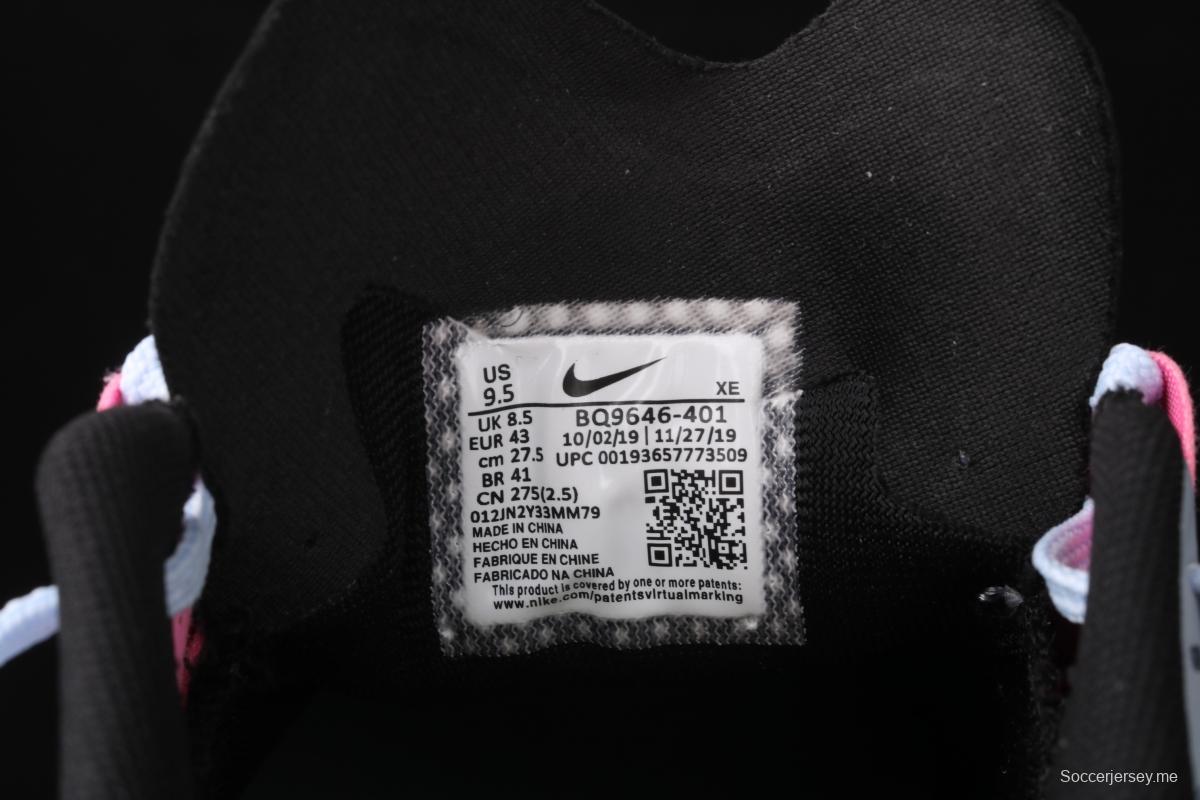 US
9.5
XE
UK 8.5
EUR 43
cm 27.5
BR 41
CN 275(2.5)
012JN2Y33MM79
BQ9646-401
10/02/19 | 11/27/19
UPC 00193657773509
MADE IN CHINA
HECHO EN CHINA
FABRIQUE EN CHINE
FABRICADO NA CHINA
This product is covered by one or more patents:
www.nike.com/patentsvirtualmarking
Soccerjersey.me